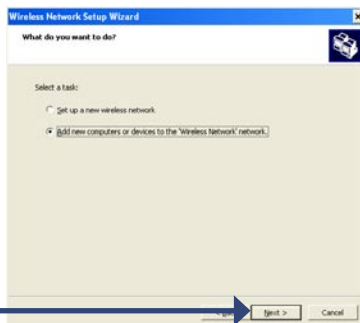 Wireless Network Setup Wizard
What do you want to do?
Select a task:
Set up a new wireless network
Add new computers or devices to the 'Wireless Network' network.
Next >
Cancel